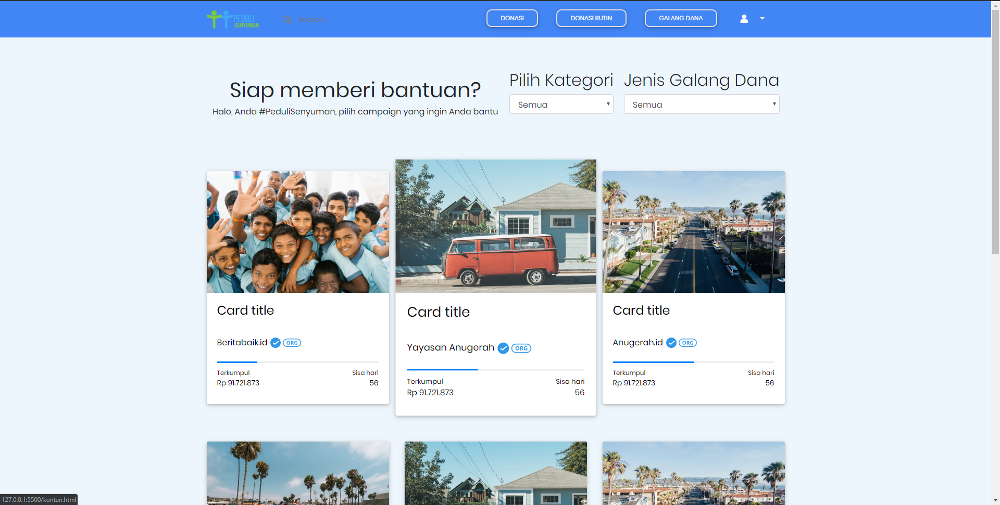 PEDULI
SENYUMAN
Search...
DONASI
DONASI RUTIN
GALANG DANA
Siap memberi bantuan?
Halo, Anda #PeduliSenyuman, pilih campaign yang ingin Anda bantu
Pilih Kategori
Semua
Jenis Galang Dana
Semua
Card title
Beritabaik.id ORG
Terkumpul Sisa hari
Rp 91.721.873 56
Card title
Yayasan Anugerah ORG
Terkumpul Sisa hari
Rp 91.721.873 56
Card title
Anugerah.id ORG
Terkumpul Sisa hari
Rp 91.721.873 56
127.0.0.1:5500/konten.html